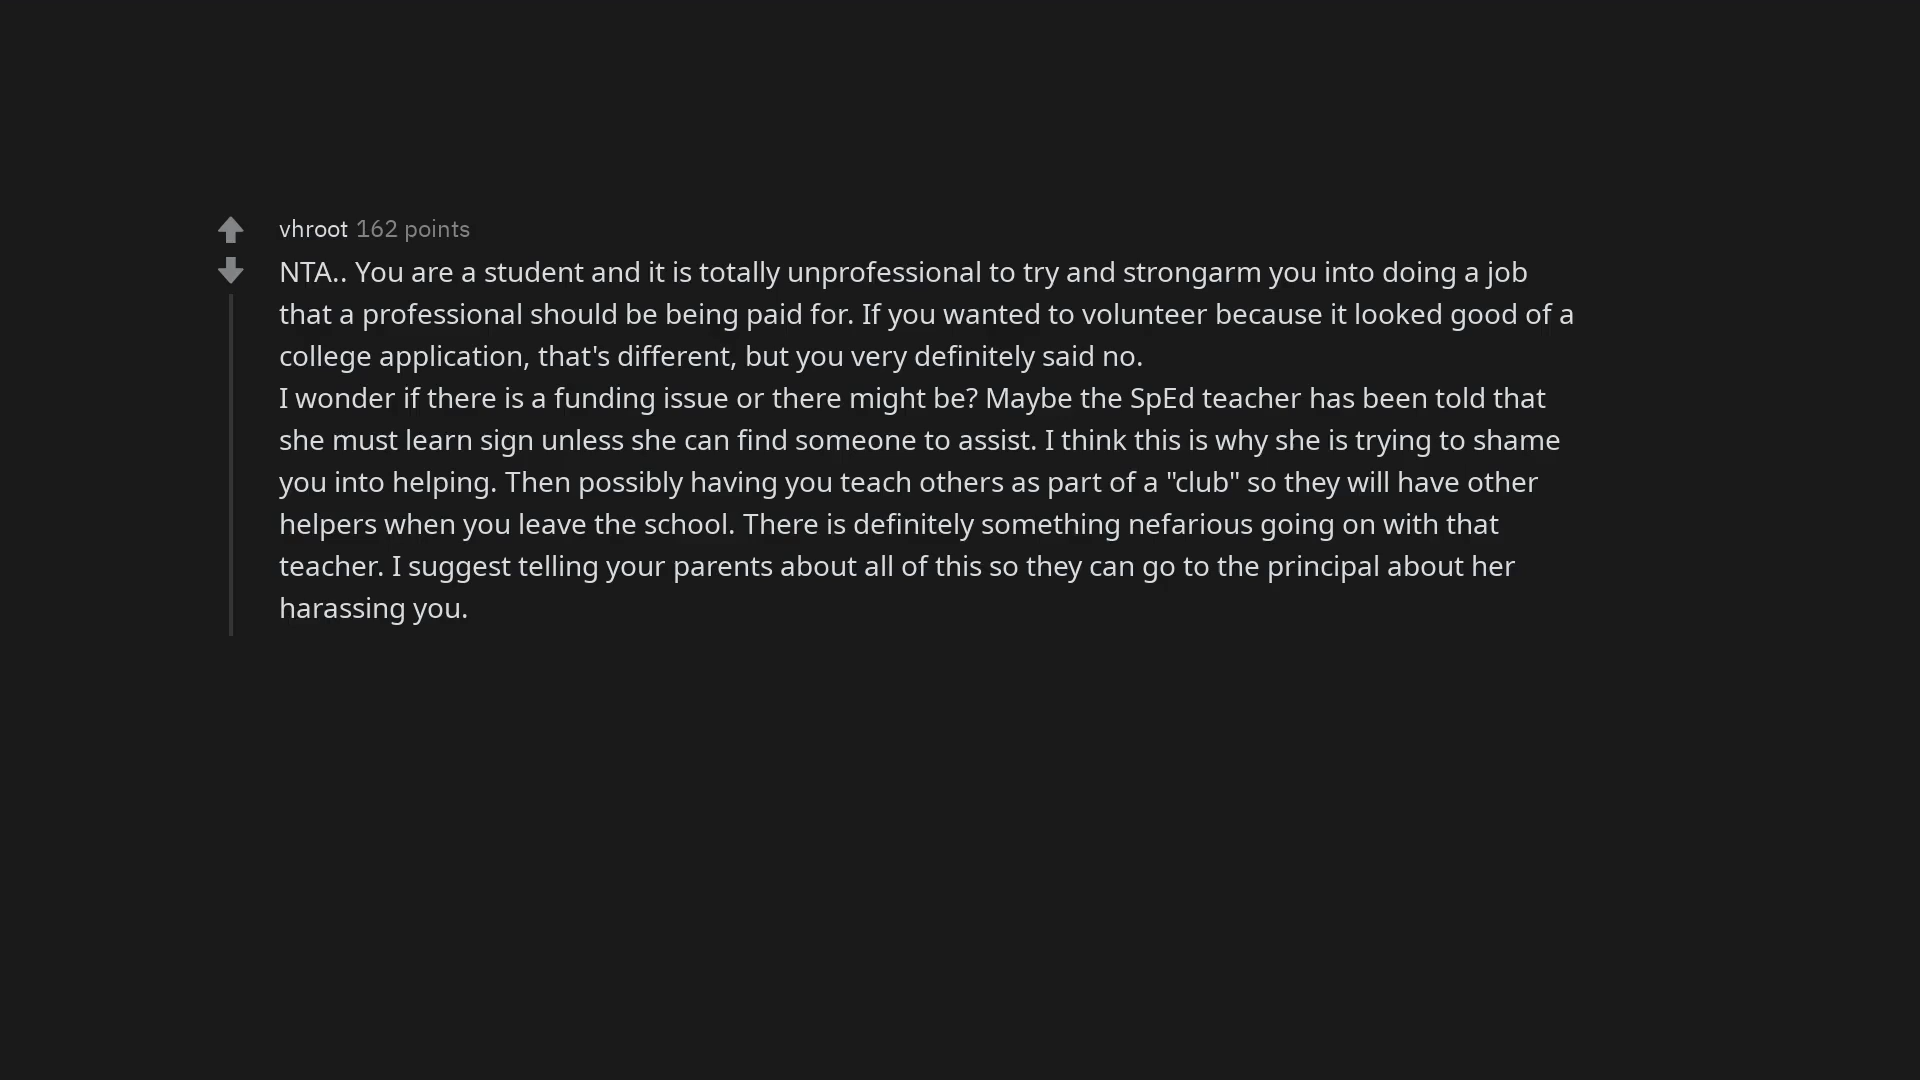 vhroot 162 points
NTA.. You are a student and it is totally unprofessional to try and strongarm you into doing a job
that a professional should be being paid for. If you wanted to volunteer because it looked good of a
college application, that's different, but you very definitely said no.
I wonder if there is a funding issue or there might be? Maybe the SpEd teacher has been told that
she must learn sign unless she can find someone to assist. I think this is why she is trying to shame
you into helping. Then possibly having you teach others as part of a "club" so they will have other
helpers when you leave the school. There is definitely something nefarious going on with that
teacher. I suggest telling your parents about all of this so they can go to the principal about her
harassing you.